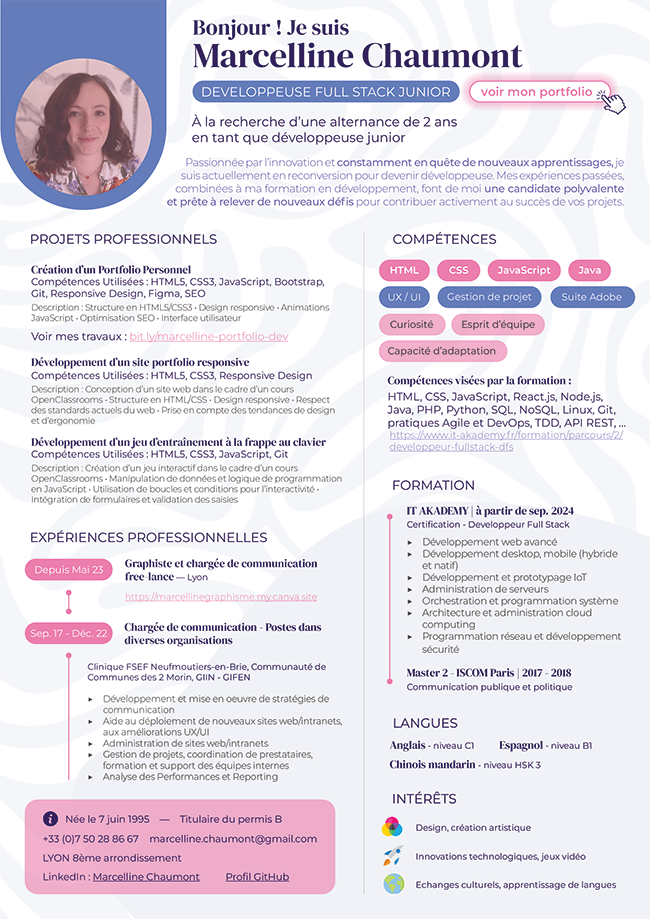 Bonjour ! Je suis
Marcelline Chaumont
DEVELOPPEUSE FULL STACK JUNIOR
voir mon portfolio
À la recherche d'une alternance de 2 ans
en tant que développeuse junior
Passionnée par l'innovation et constamment en quête de nouveaux apprentissages, je
suis actuellement en reconversion pour devenir développeuse. Mes expériences passées,
combinées à ma formation en développement, font de moi une candidate polyvalente
et prête à relever de nouveaux défis pour contribuer activement au succès de vos projets.
PROJETS PROFESSIONNELS
Création d'un Portfolio Personnel
Compétences Utilisées : HTML5, CSS3, JavaScript, Bootstrap,
Git, Responsive Design, Figma, SEO
Description : Structure en HTML5/CSS3 • Design responsive • Animations
JavaScript • Optimisation SEO • Interface utilisateur
Voir mes travaux : bit.ly/marcelline-portfolio-dev
Développement d'un site portfolio responsive
Compétences Utilisées : HTML5, CSS3, Responsive Design
Description : Conception d'un site web dans le cadre d'un cours
OpenClassrooms • Structure en HTML/CSS • Design responsive • Respect
des standards actuels du web • Prise en compte des tendances de design
et d'ergonomie
Développement d'un jeu d'entraînement à la frappe au clavier
Compétences Utilisées : HTML5, CSS3, JavaScript, Git
Description : Création d'un jeu interactif dans le cadre d'un cours
OpenClassrooms • Manipulation de données et logique de programmation
en JavaScript • Utilisation de boucles et conditions pour l'interactivité •
Intégration de formulaires et validation des saisies
EXPÉRIENCES PROFESSIONNELLES
Depuis Mai 23
Graphiste et chargée de communication
free-lance — Lyon
https://marcellinegraphisme.my.canva.site
Sep. 17 - Déc. 22
Chargée de communication - Postes dans
diverses organisations
Clinique FSEF Neufmoutiers-en-Brie, Communauté de
Communes des 2 Morin, GIIN - GIFEN
► Développement et mise en oeuvre de stratégies de
communication
► Aide au déploiement de nouveaux sites web/intranets,
aux améliorations UX/UI
► Administration de sites web/intranets
► Gestion de projets, coordination de prestataires,
formation et support des équipes internes
► Analyse des Performances et Reporting
i Née le 7 juin 1995 — Titulaire du permis B
+33 (0)7 50 28 86 67 marcelline.chaumont@gmail.com
LYON 8ème arrondissement
LinkedIn : Marcelline Chaumont Profil GitHub
COMPÉTENCES
HTML CSS JavaScript Java
UX / UI Gestion de projet Suite Adobe
Curiosité Esprit d'équipe
Capacité d'adaptation
Compétences visées par la formation :
HTML, CSS, JavaScript, React.js, Node.js,
Java, PHP, Python, SQL, NoSQL, Linux, Git,
pratiques Agile et DevOps, TDD, API REST, ...
https://www.it-akademy.fr/formation/parcours/2/
developpeur-fullstack-dfs
FORMATION
IT AKADEMY | à partir de sep. 2024
Certification - Developpeur Full Stack
► Développement web avancé
► Développement desktop, mobile (hybride
et natif)
► Développement et prototypage IoT
► Administration de serveurs
► Orchestration et programmation système
► Architecture et administration cloud
computing
► Programmation réseau et développement
sécurité
Master 2 - ISCOM Paris | 2017 - 2018
Communication publique et politique
LANGUES
Anglais - niveau C1 Espagnol - niveau B1
Chinois mandarin - niveau HSK 3
INTÉRÊTS
Design, création artistique
Innovations technologiques, jeux vidéo
Echanges culturels, apprentissage de langues